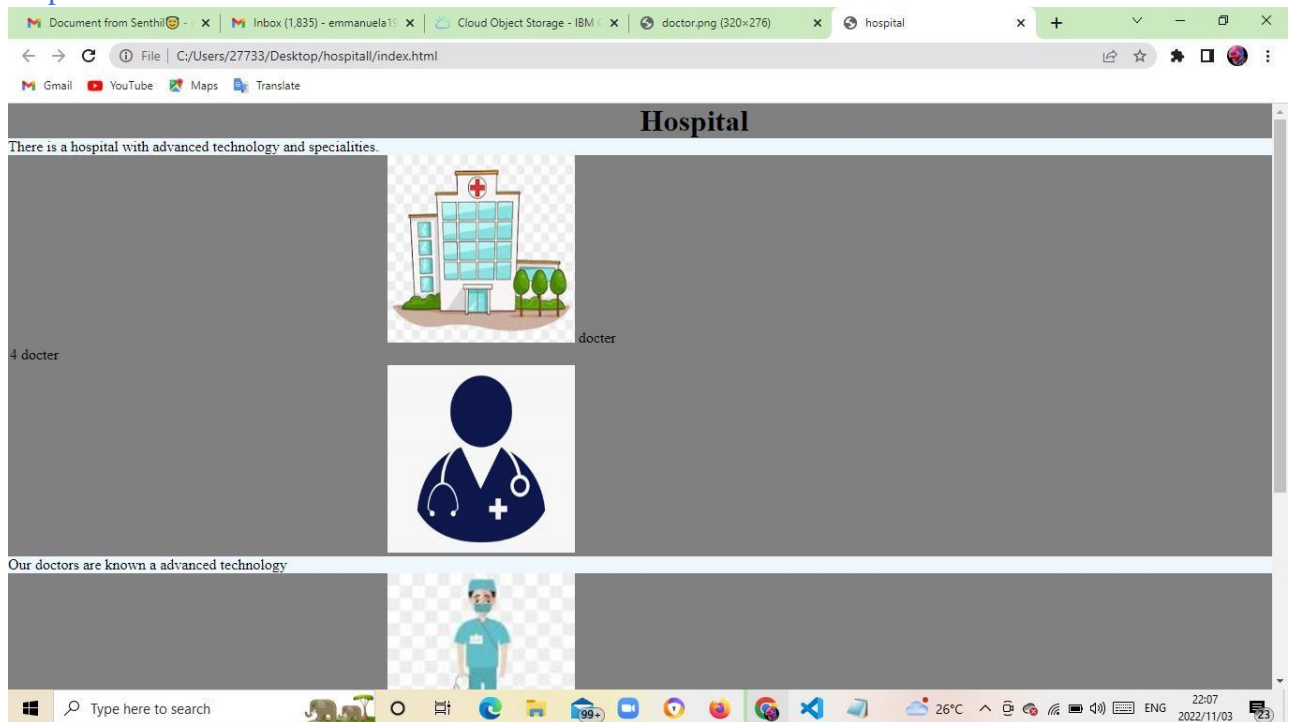 Document from Senthil😇 - Inbox (1,835) - emmanuela19 Cloud Object Storage - IBM C doctor.png (320×276) hospital
File C:/Users/27733/Desktop/hospitall/index.html
Gmail YouTube Maps Translate
Hospital
There is a hospital with advanced technology and specialities.
docter
4 docter
Our doctors are known a advanced technology
Type here to search 99+ 26°C ENG 22:07
2022/11/03 23